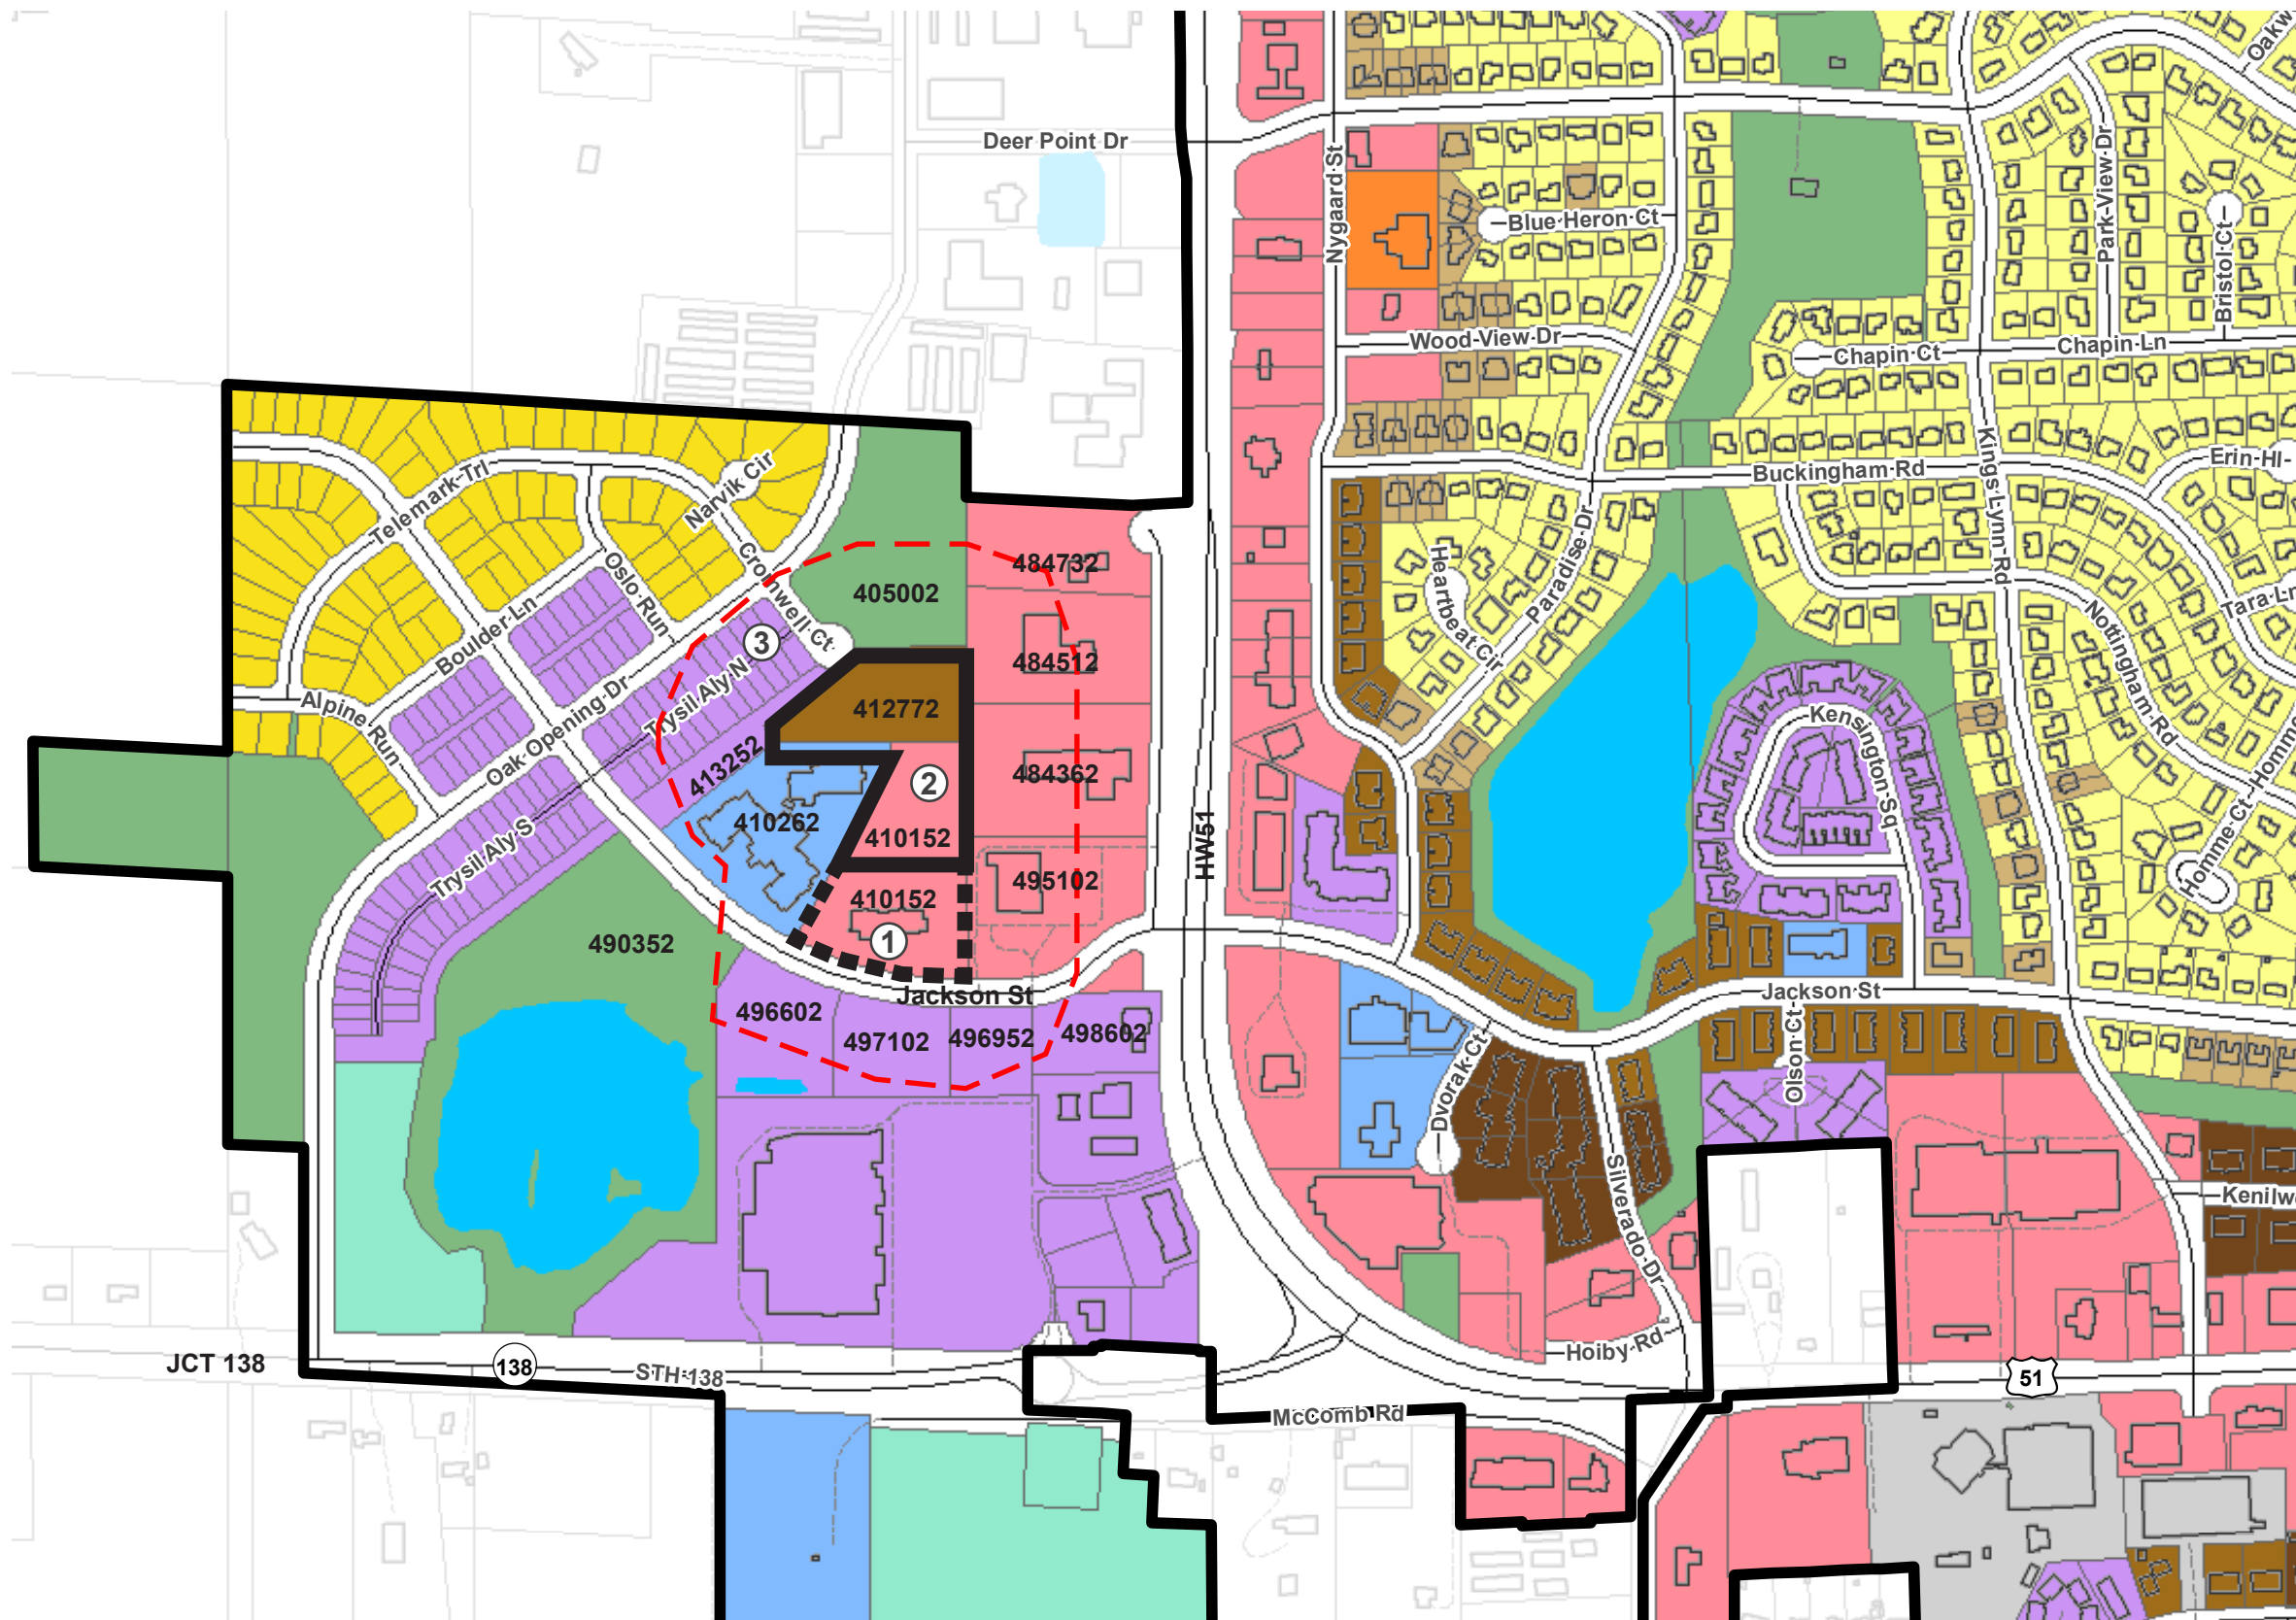 Oakw
Deer Point Dr
Nygaard St
Park View Dr
Blue Heron Ct
Bristol Ct
Wood View Dr
Chapin Ct
Chapin Ln
Telemark Trl
Narvik Cir
Buckingham Rd
Kings Lynn Rd
Erin Hl
Cromwell Ct
Oslo Run
484732
405002
Heartbeat Cir
Paradise Dr
Tara Ln
Boulder Ln
3
484512
Nottingham Rd
Alpine Run
Oak Opening Dr
Trysil Aly N
412772
Kensington Sq
413252
2
484362
Homme Ct
Homme
410262
410152
HW51
Trysil Aly S
495102
410152
Homme Ct
490352
1
Jackson St
Jackson St
496602
497102
496952
498602
Dvorak Ct
Olson Ct
Silverado Dr
Kenilw
JCT 138
138
STH 138
Hoiby Rd
51
McComb Rd